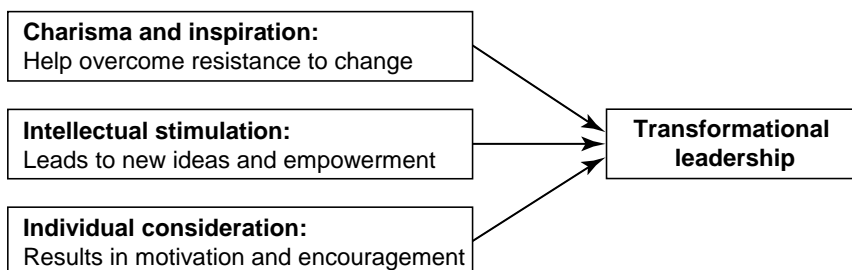 Charisma and inspiration:
Help overcome resistance to change
Intellectual stimulation:
Leads to new ideas and empowerment
Individual consideration:
Results in motivation and encouragement
Transformational
leadership